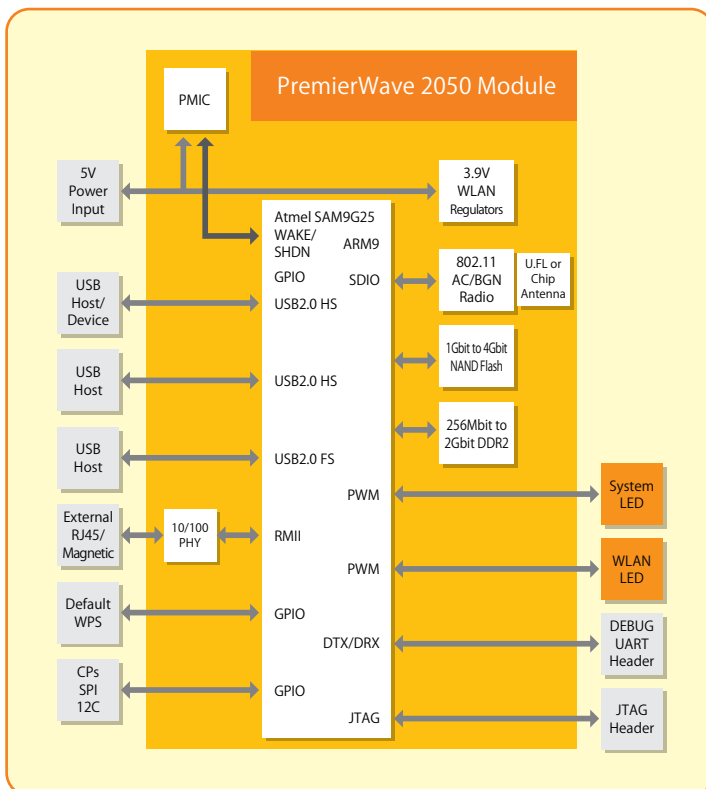 PremierWave 2050 Module
PMIC
5V
Power
Input
3.9V
WLAN
Regulators
Atmel SAM9G25
WAKE/
SHDN
ARM9
GPIO
SDIO
802.11
AC/BGN
Radio
U.FL or
Chip
Antenna
USB
Host/
Device
USB2.0 HS
1Gbit to 4Gbit
NAND Flash
USB
Host
USB2.0 HS
256Mbit to
2Gbit DDR2
USB
Host
USB2.0 FS
PWM
System
LED
External
RJ45/
Magnetic
10/100
PHY
RMII
PWM
WLAN
LED
Default
WPS
GPIO
DTX/DRX
DEBUG
UART
Header
CPs
SPI
12C
GPIO
JTAG
JTAG
Header